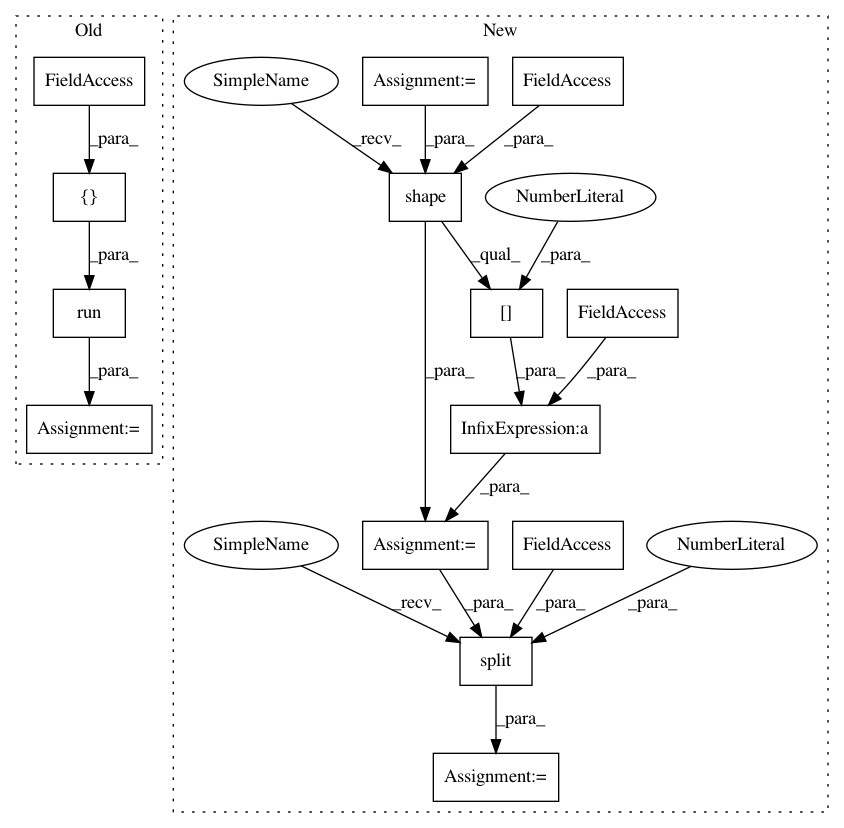 Old
New
FieldAccess
SimpleName
Assignment:=
FieldAccess
_para_
_recv_
_para_
_para_
{}
shape
NumberLiteral
_para_
_qual_
_para_
run
[]
FieldAccess
_para_
_para_
_para_
_para_
Assignment:=
InfixExpression:a
_para_
SimpleName
Assignment:=
FieldAccess
NumberLiteral
_recv_
_para_
_para_
_para_
split
_para_
Assignment:=